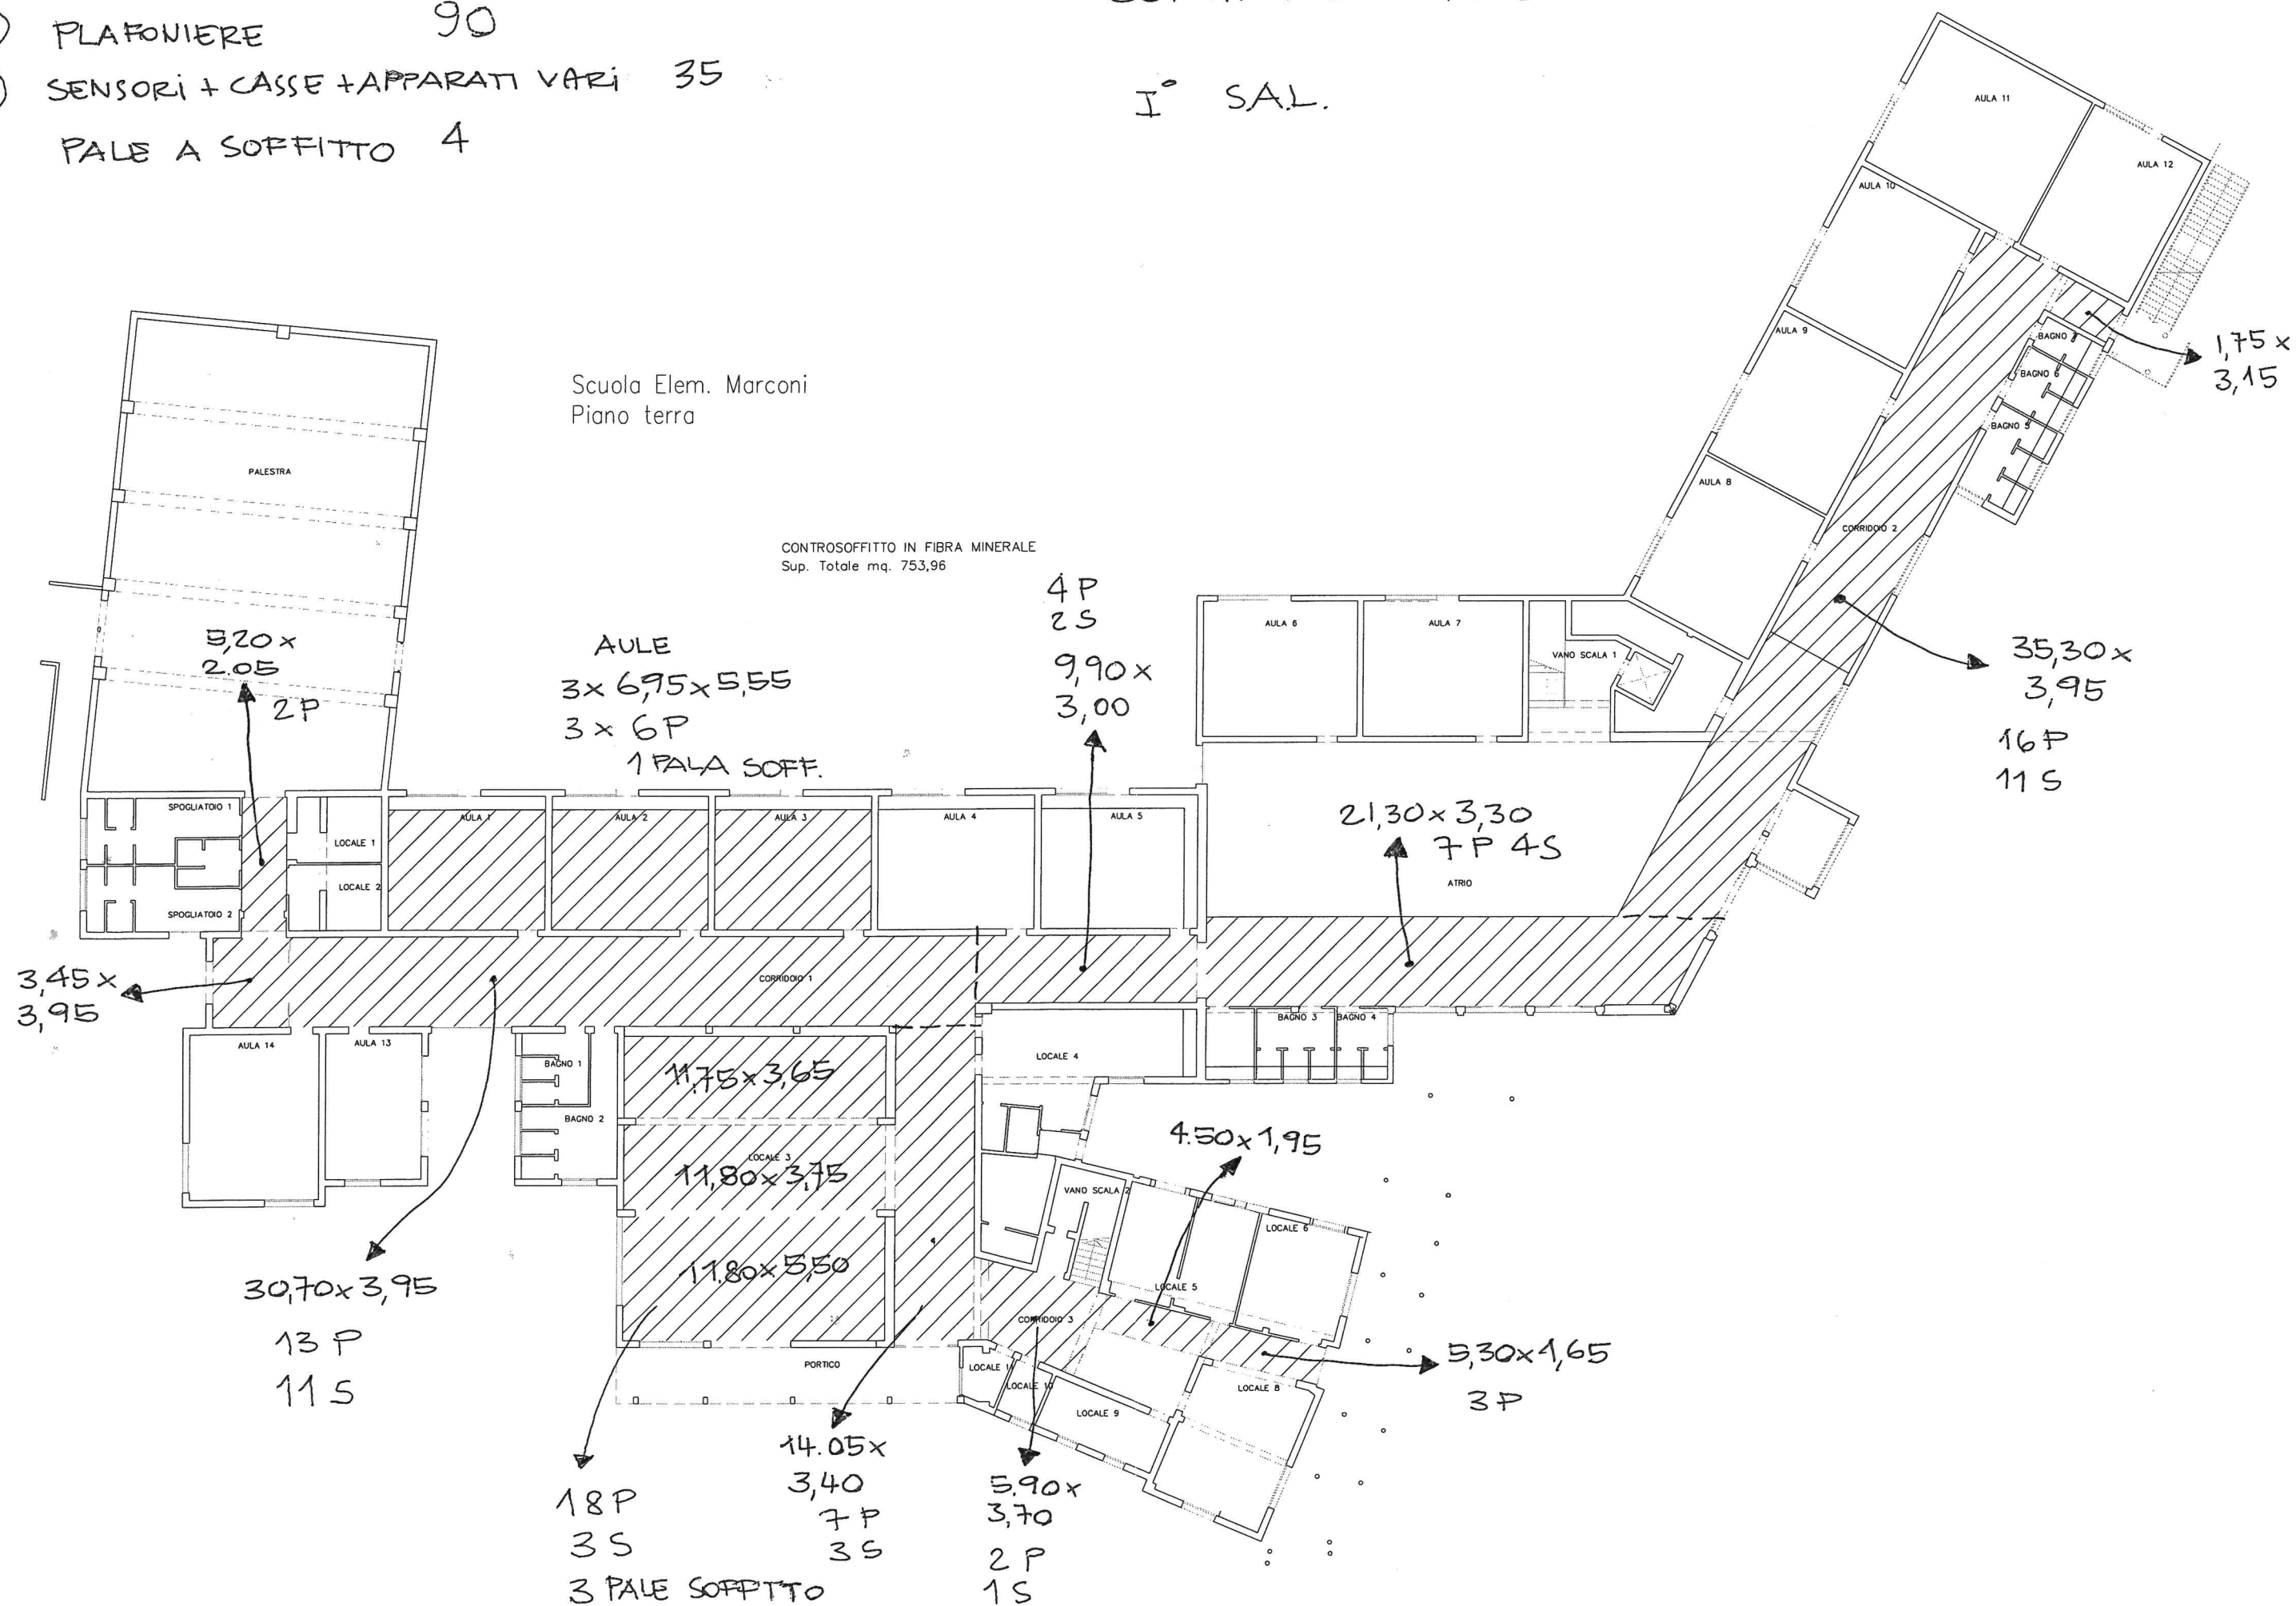 PLAFONIERE 90
SENSORI + CASSE + APPARATI VARI 35
PALE A SOFFITTO 4
I° SAL.
AULA 11
AULA 12
AULA 10
AULA 9
AULA 8
BAGNO 7
BAGNO 6
BAGNO 5
1,75 x
3,15
CORRIDOIO 2
35,30 x
3,95
16 P
11 S
Scuola Elem. Marconi
Piano terra
PALESTRA
CONTROSOFFITTO IN FIBRA MINERALE
Sup. Totale mq. 753,96
5,20 x
2.05
2P
AULE
3 x 6,95 x 5,55
3 x 6 P
1 PALA SOFF.
4 P
2 S
9,90 x
3,00
AULA 6
AULA 7
VANO SCALA 1
21,30 x 3,30
7 P 4S
ATRIO
SPOGLIATOIO 1
SPOGLIATOIO 2
LOCALE 1
LOCALE 2
AULA 1
AULA 2
AULA 3
AULA 4
AULA 5
3,45 x
3,95
CORRIDOIO 1
AULA 14
AULA 13
BAGNO 1
BAGNO 2
11,75 x 3,65
LOCALE 3
11,80 x 3,75
11.80 x 5,50
LOCALE 4
BAGNO 3
BAGNO 4
4.50 x 1,95
VANO SCALA 2
LOCALE 6
LOCALE 5
CORRIDOIO 3
PORTICO
LOCALE 10
LOCALE 9
LOCALE 8
5,30 x 1,65
3 P
30,70 x 3,95
13 P
11 S
18 P
3 S
3 PALE SOFFTTO
14.05 x
3,40
7 P
3 S
5.90 x
3,70
2 P
1 S